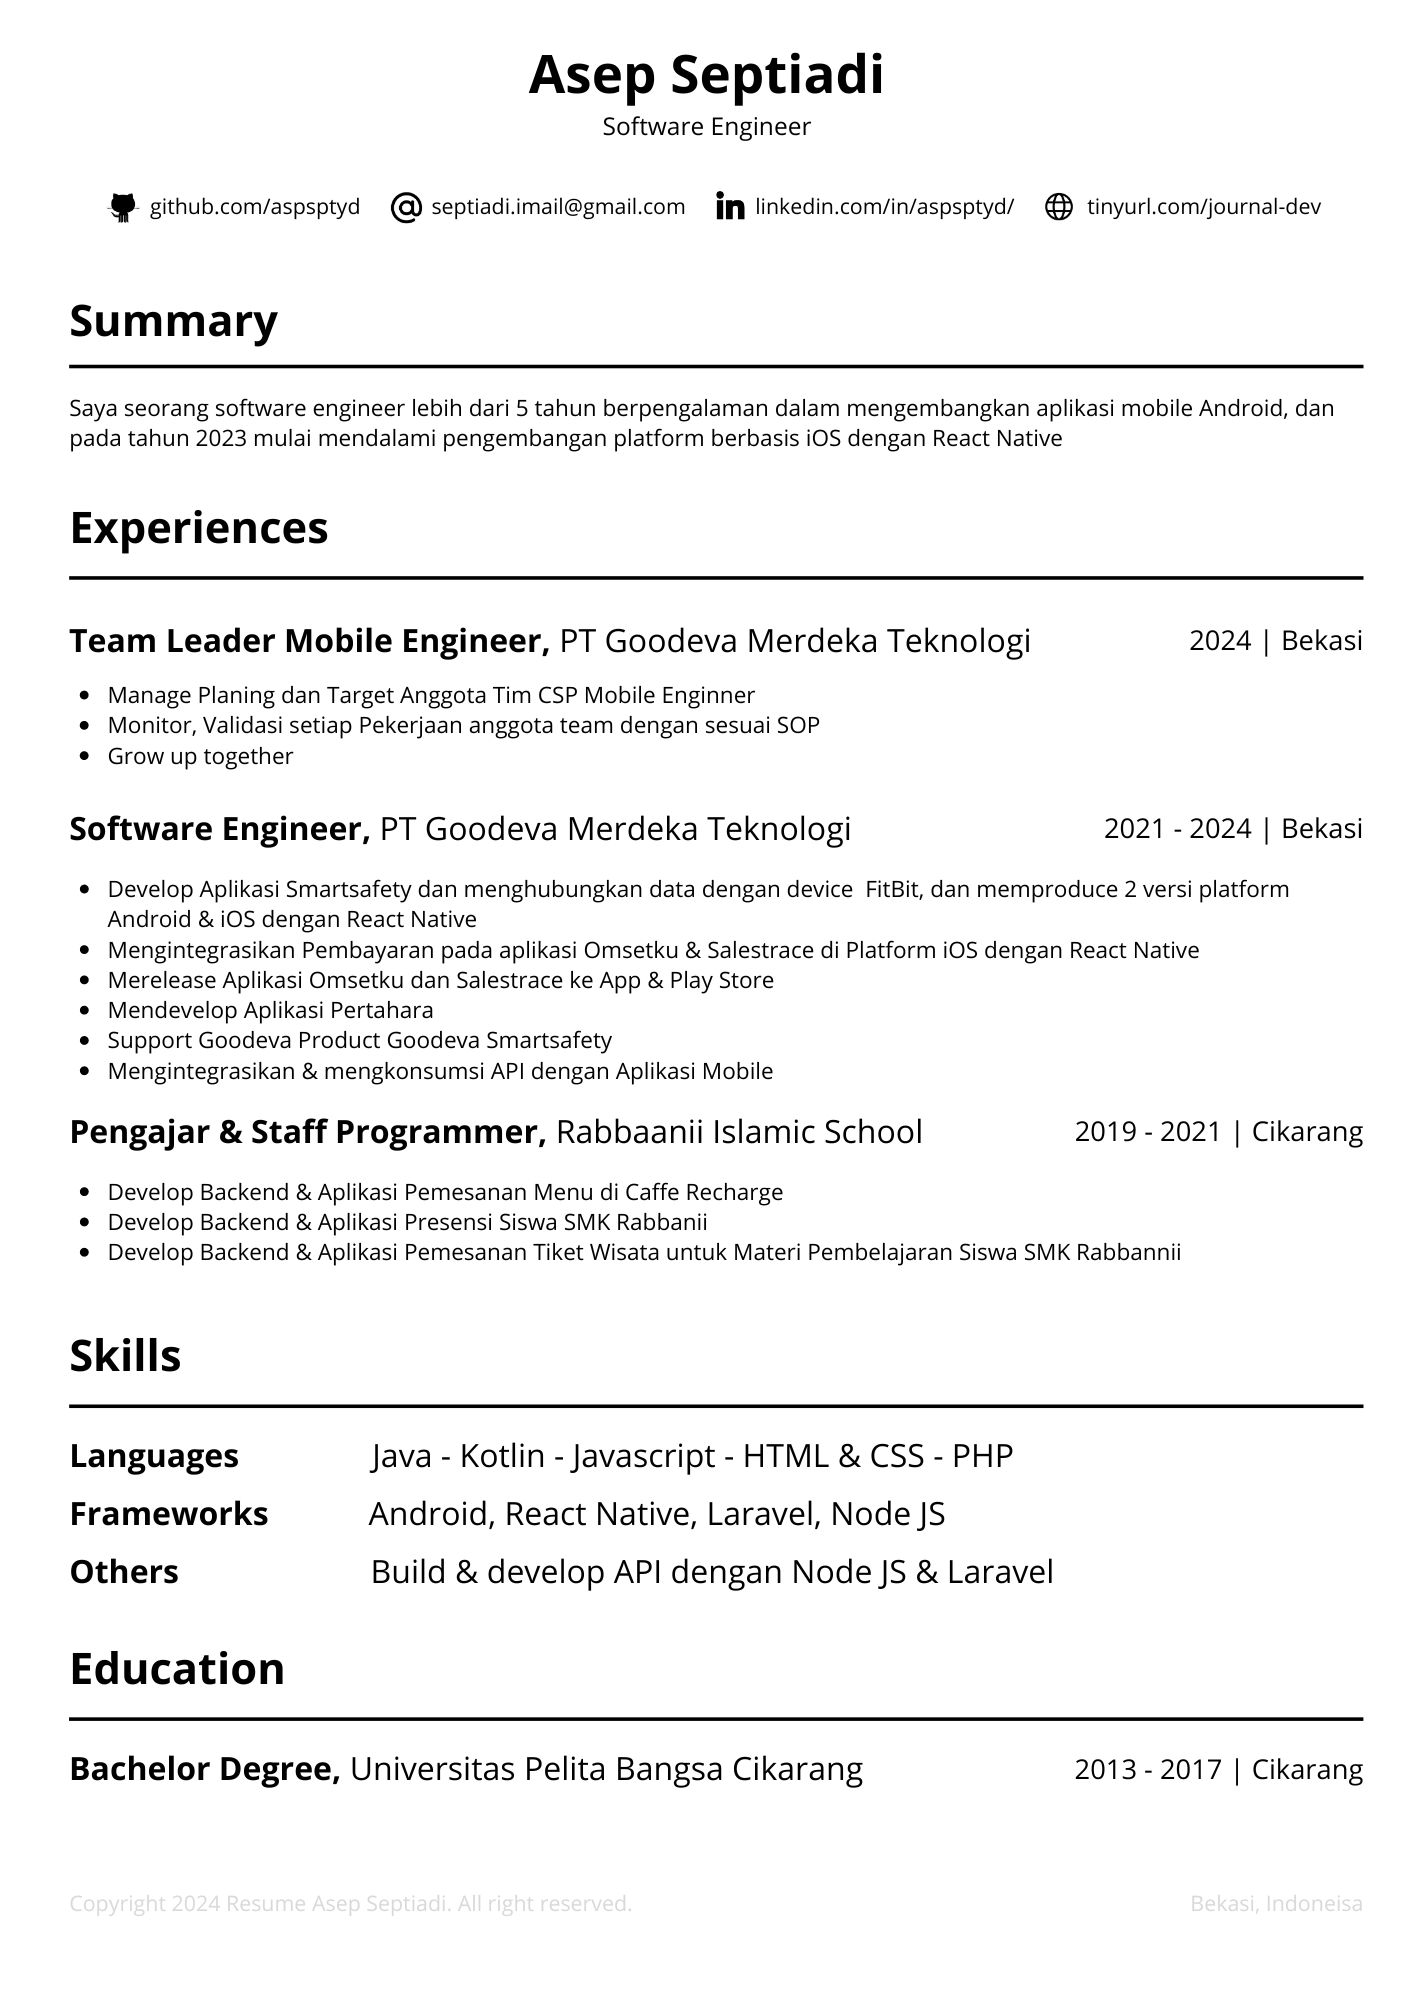 Asep Septiadi
Software Engineer
github.com/aspsptyd septiadi.imail@gmail.com linkedin.com/in/aspsptyd/ tinyurl.com/journal-dev
Summary
Saya seorang software engineer lebih dari 5 tahun berpengalaman dalam mengembangkan aplikasi mobile Android, dan
pada tahun 2023 mulai mendalami pengembangan platform berbasis iOS dengan React Native
Experiences
Team Leader Mobile Engineer, PT Goodeva Merdeka Teknologi 2024 | Bekasi
• Manage Planing dan Target Anggota Tim CSP Mobile Enginner
• Monitor, Validasi setiap Pekerjaan anggota team dengan sesuai SOP
• Grow up together
Software Engineer, PT Goodeva Merdeka Teknologi 2021 - 2024 | Bekasi
• Develop Aplikasi Smartsafety dan menghubungkan data dengan device  FitBit, dan memproduce 2 versi platform
Android & iOS dengan React Native
• Mengintegrasikan Pembayaran pada aplikasi Omsetku & Salestrace di Platform iOS dengan React Native
• Merelease Aplikasi Omsetku dan Salestrace ke App & Play Store
• Mendevelop Aplikasi Pertahara
• Support Goodeva Product Goodeva Smartsafety
• Mengintegrasikan & mengkonsumsi API dengan Aplikasi Mobile
Pengajar & Staff Programmer, Rabbaanii Islamic School 2019 - 2021 | Cikarang
• Develop Backend & Aplikasi Pemesanan Menu di Caffe Recharge
• Develop Backend & Aplikasi Presensi Siswa SMK Rabbanii
• Develop Backend & Aplikasi Pemesanan Tiket Wisata untuk Materi Pembelajaran Siswa SMK Rabbannii
Skills
Languages Java - Kotlin - Javascript - HTML & CSS - PHP
Frameworks Android, React Native, Laravel, Node JS
Others Build & develop API dengan Node JS & Laravel
Education
Bachelor Degree, Universitas Pelita Bangsa Cikarang 2013 - 2017 | Cikarang
Copyright 2024 Resume Asep Septiadi. All right reserved. Bekasi, Indoneisa